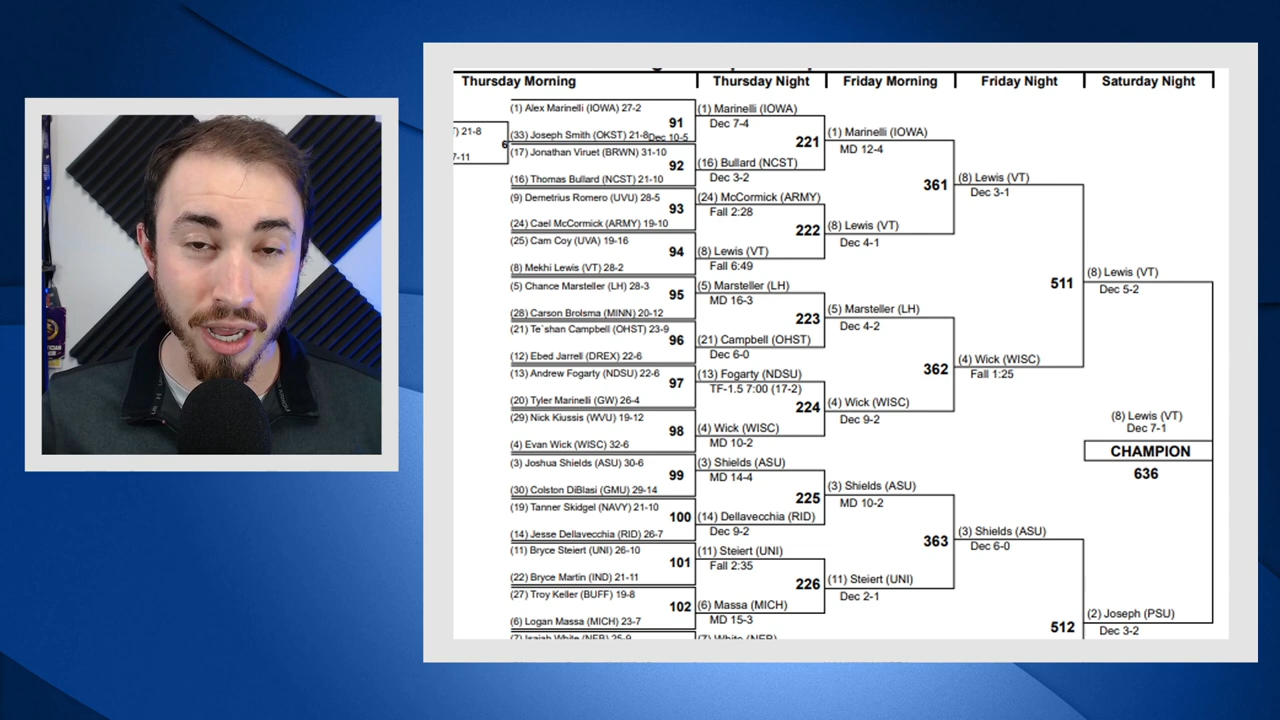 Thursday Morning
Thursday Night
Friday Morning
Friday Night
Saturday Night
21-8
7-11
(1) Alex Marinelli (IOWA) 27-2
91
(33) Joseph Smith (OKST) 21-8
Dec 10-5
(17) Jonathan Viruet (BRWN) 31-10
92
(16) Thomas Bullard (NCST) 21-10
(9) Demetrius Romero (UVU) 28-5
93
(24) Cael McCormick (ARMY) 19-10
(25) Cam Coy (UVA) 19-16
94
(8) Mekhi Lewis (VT) 28-2
(5) Chance Marsteller (LH) 28-3
95
(28) Carson Brolsma (MINN) 20-12
(21) Te`shan Campbell (OHST) 23-9
96
(12) Ebed Jarrell (DREX) 22-6
(13) Andrew Fogarty (NDSU) 22-6
97
(20) Tyler Marinelli (GW) 26-4
(29) Nick Kiussis (WVU) 19-12
98
(4) Evan Wick (WISC) 32-6
(3) Joshua Shields (ASU) 30-6
99
(30) Colston DiBlasi (GMU) 29-14
(19) Tanner Skidgel (NAVY) 21-10
100
(14) Jesse Dellavecchia (RID) 26-7
(11) Bryce Steiert (UNI) 26-10
101
(22) Bryce Martin (IND) 21-11
(27) Troy Keller (BUFF) 19-8
102
(6) Logan Massa (MICH) 23-7
(7) Isaiah White (NEB) 25-9
(1) Marinelli (IOWA)
Dec 7-4
221
(16) Bullard (NCST)
Dec 3-2
(24) McCormick (ARMY)
Fall 2:28
222
(8) Lewis (VT)
Fall 6:49
(5) Marsteller (LH)
MD 16-3
223
(21) Campbell (OHST)
Dec 6-0
(13) Fogarty (NDSU)
TF-1.5 7:00 (17-2)
224
(4) Wick (WISC)
MD 10-2
(3) Shields (ASU)
MD 14-4
225
(14) Dellavecchia (RID)
Dec 9-2
(11) Steiert (UNI)
Fall 2:35
226
(6) Massa (MICH)
MD 15-3
(7) White (NEB)
(1) Marinelli (IOWA)
MD 12-4
361
(8) Lewis (VT)
Dec 4-1
(5) Marsteller (LH)
Dec 4-2
362
(4) Wick (WISC)
Dec 9-2
(3) Shields (ASU)
MD 10-2
363
(11) Steiert (UNI)
Dec 2-1
(8) Lewis (VT)
Dec 3-1
511
(4) Wick (WISC)
Fall 1:25
(3) Shields (ASU)
Dec 6-0
512
(8) Lewis (VT)
Dec 5-2
(8) Lewis (VT)
Dec 7-1
CHAMPION
636
(2) Joseph (PSU)
Dec 3-2